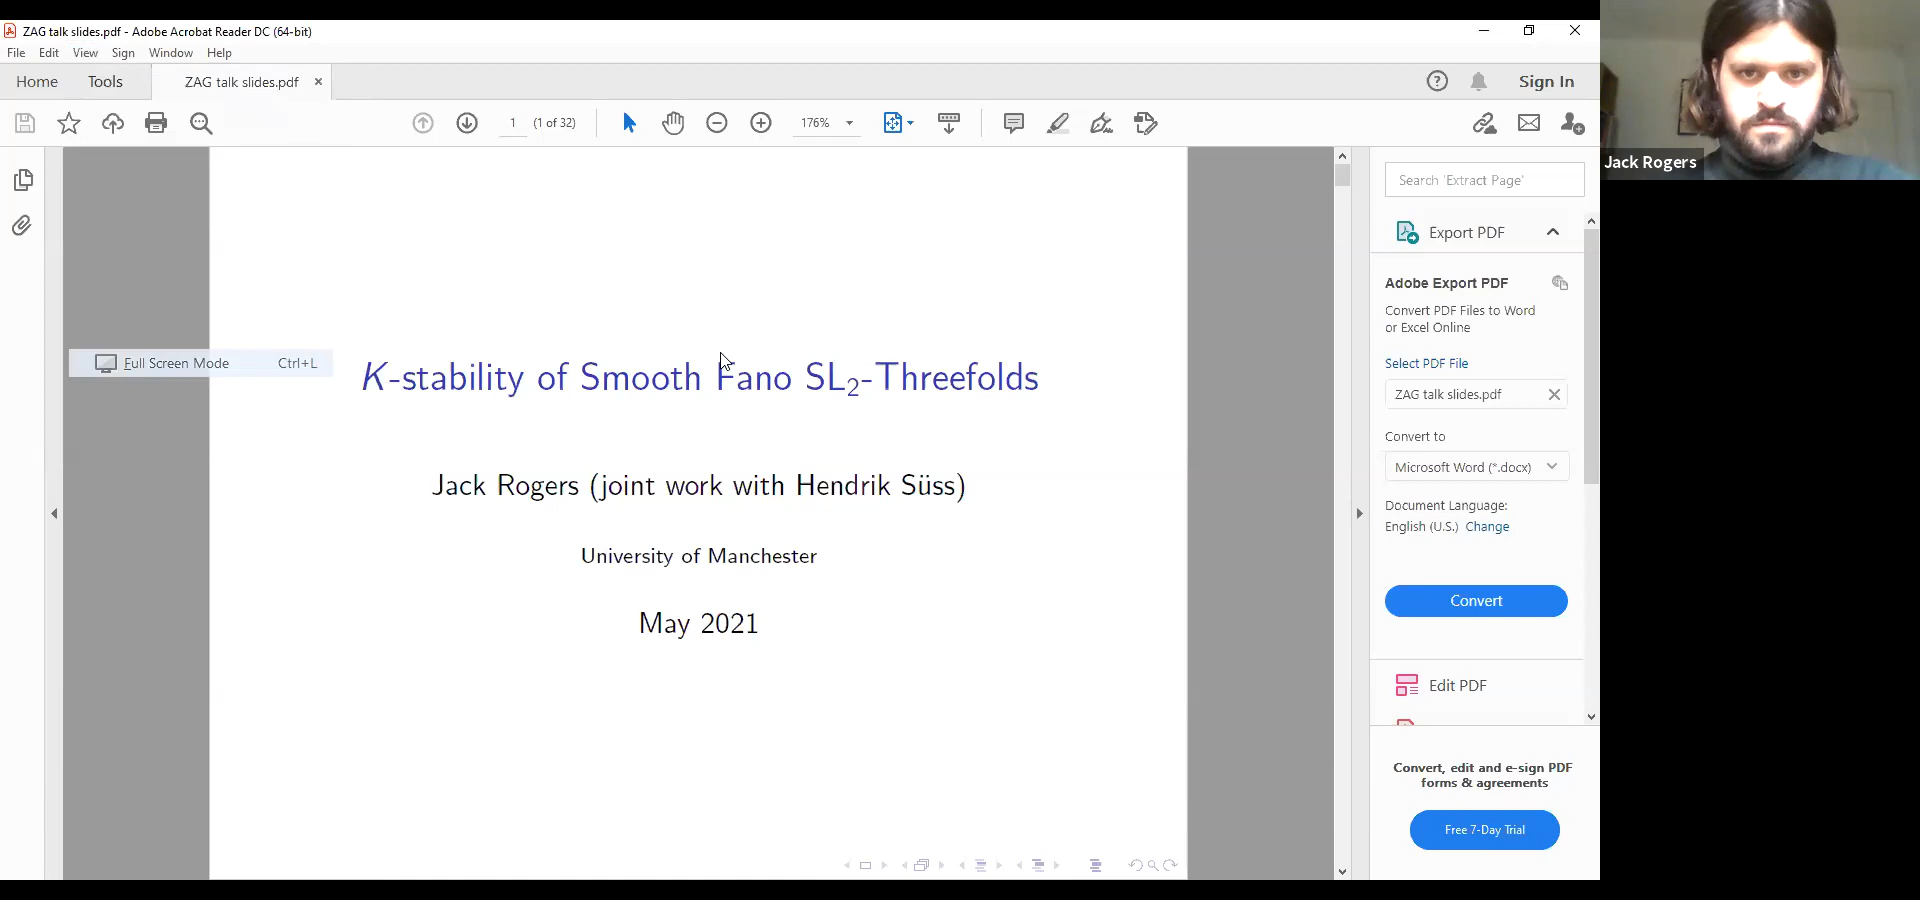 ZAG talk slides.pdf - Adobe Acrobat Reader DC (64-bit)
File Edit View Sign Window Help
Home Tools ZAG talk slides.pdf × Sign In
1 (1 of 32) 176%
Jack Rogers
Search 'Extract Page'
Export PDF
Adobe Export PDF
Convert PDF Files to Word
or Excel Online
Select PDF File
ZAG talk slides.pdf
Convert to
Microsoft Word (*.docx)
Document Language:
English (U.S.) Change
Convert
Edit PDF
Convert, edit and e-sign PDF
forms & agreements
Free 7-Day Trial
Full Screen Mode Ctrl+L
K-stability of Smooth Fano SL₂-Threefolds
Jack Rogers (joint work with Hendrik Süss)
University of Manchester
May 2021